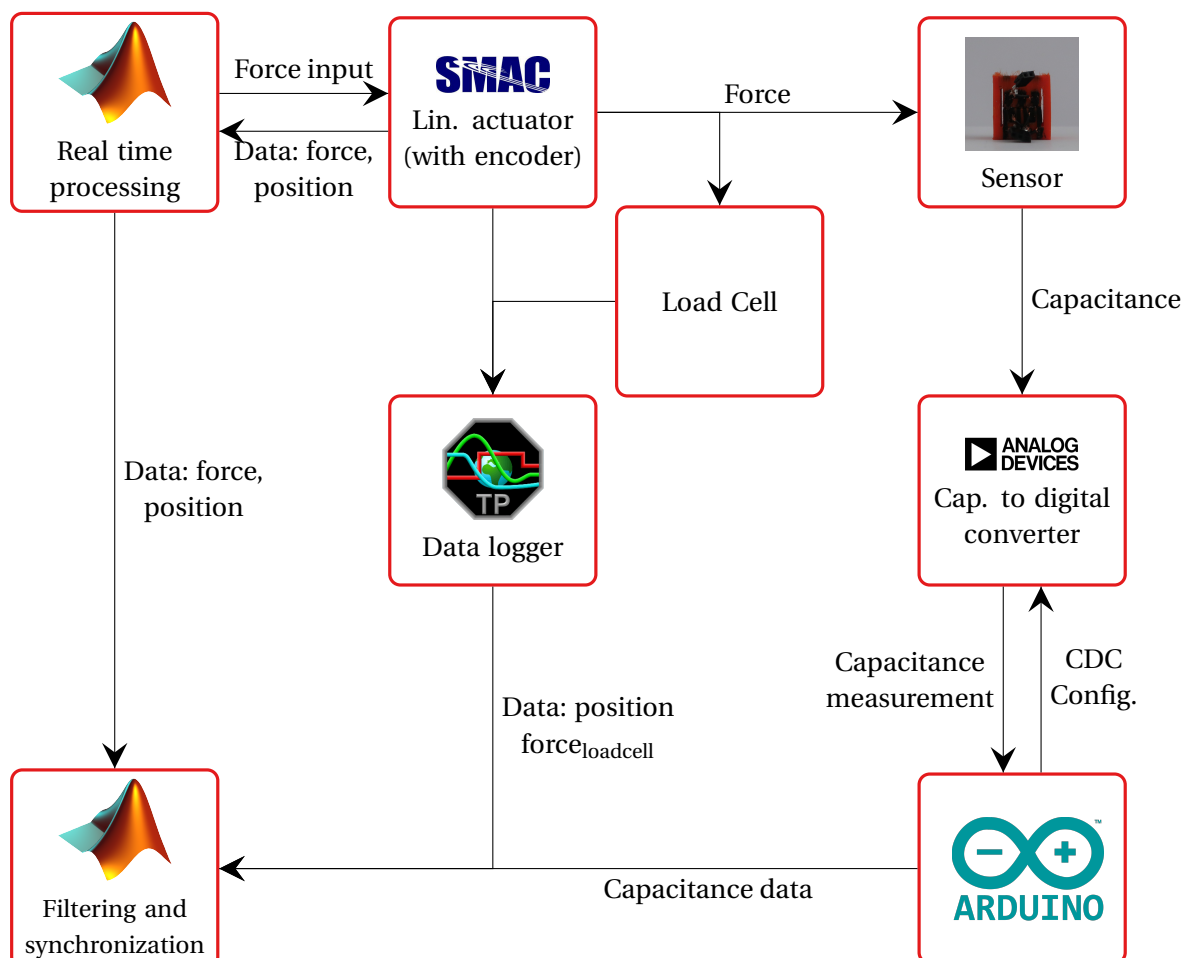 Real time
processing
Force input
Data: force,
position
SMAC
Lin. actuator
(with encoder)
Force
Sensor
Load Cell
Capacitance
Data: force,
position
TP
Data logger
ANALOG
DEVICES
Cap. to digital
converter
Capacitance
measurement
CDC
Config.
Data: position
force_loadcell
Filtering and
synchronization
Capacitance data
™
ARDUINO